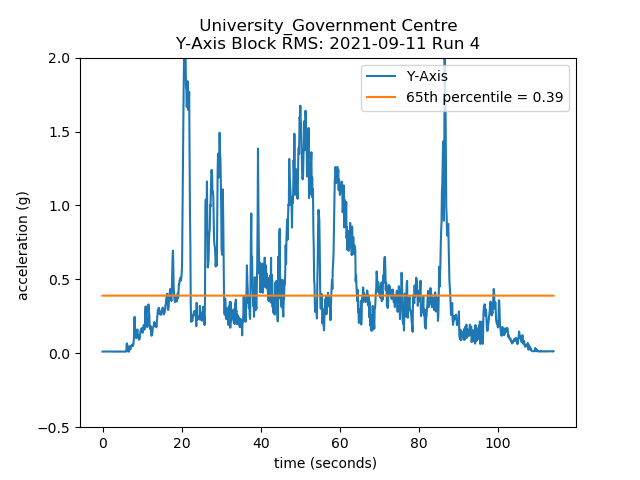 University_Government Centre
Y-Axis Block RMS: 2021-09-11 Run 4
Y-Axis
65th percentile = 0.39
2.0
1.5
1.0
0.5
0.0
−0.5
acceleration (g)
0 20 40 60 80 100
time (seconds)